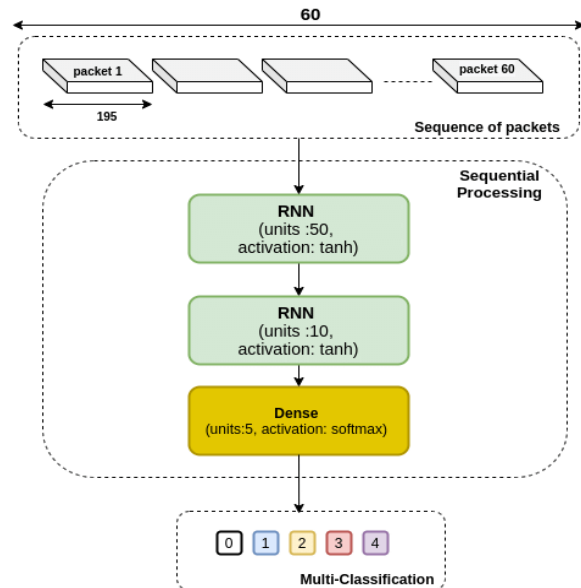 60
packet 1
packet 60
195
Sequence of packets
Sequential
Processing
RNN
(units :50,
activation: tanh)
RNN
(units :10,
activation: tanh)
Dense
(units:5, activation: softmax)
0 1 2 3 4
Multi-Classification